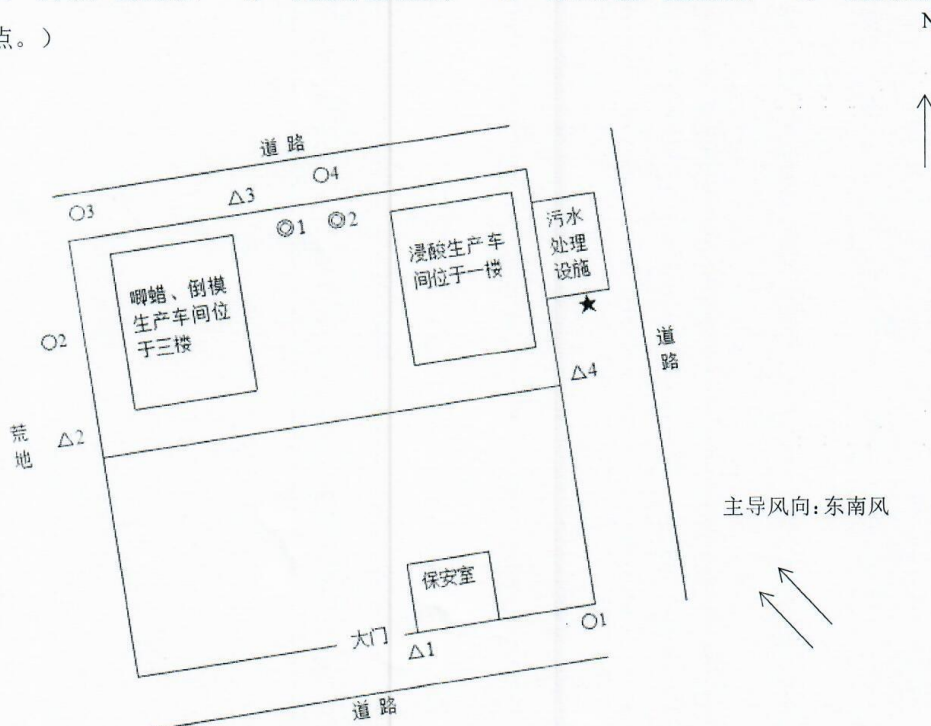 点。）
N
道路
○4
△3
○3
◎1 ◎2
污水
处理
设施
浸酸生产车
间位于一楼
唧蜡、倒模
生产车间位
于三楼
★
○2
道
路
△4
荒
地
△2
主导风向：东南风
保安室
大门
△1
○1
道路